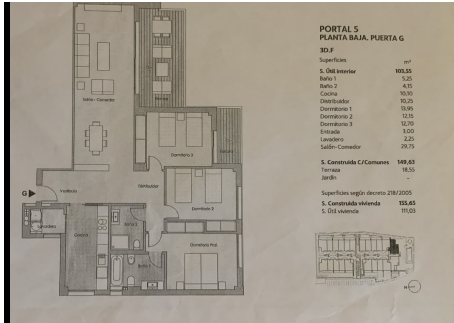 PORTAL 5
PLANTA BAJA. PUERTA G
3D.F
Superficies m²
S. Útil interior 103,55
Baño 1 5,25
Baño 2 4,15
Cocina 10,95
Distribuidor 10,25
Dormitorio 1 13,95
Dormitorio 2 12,15
Dormitorio 3 12,70
Entrada 3,00
Lavadero 2,25
Salón-Comedor 29,75
S. Construida C/Comunes 149,63
Terraza 18,55
Jardín -
Superficies según decreto 218/2005
S. Construida vivienda 155,65
S. Útil vivienda 111,03
Salón - Comedor
Terraza
Dormitorio 3
Vestíbulo
Distribuidor
G
Dormitorio 2
Lavadero
Cocina
Baño 2
Dormitorio Ppal.
Baño 1